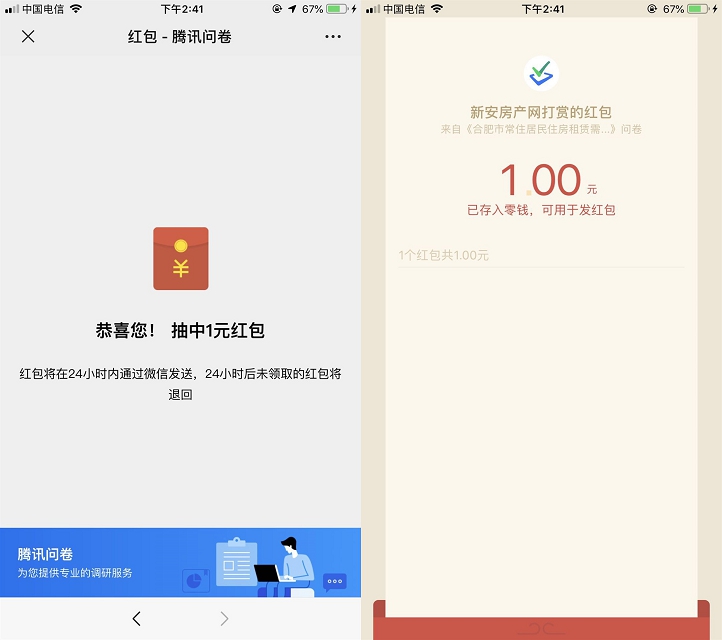 中国电信
下午2:41
67%
红包 - 腾讯问卷
¥
恭喜您! 抽中1元红包
红包将在24小时内通过微信发送，24小时后未领取的红包将
退回
腾讯问卷
为您提供专业的调研服务
中国电信
下午2:41
67%
新安房产网打赏的红包
来自《合肥市常住居民住房租赁需...》问卷
1.00 元
已存入零钱，可用于发红包
1个红包共1.00元